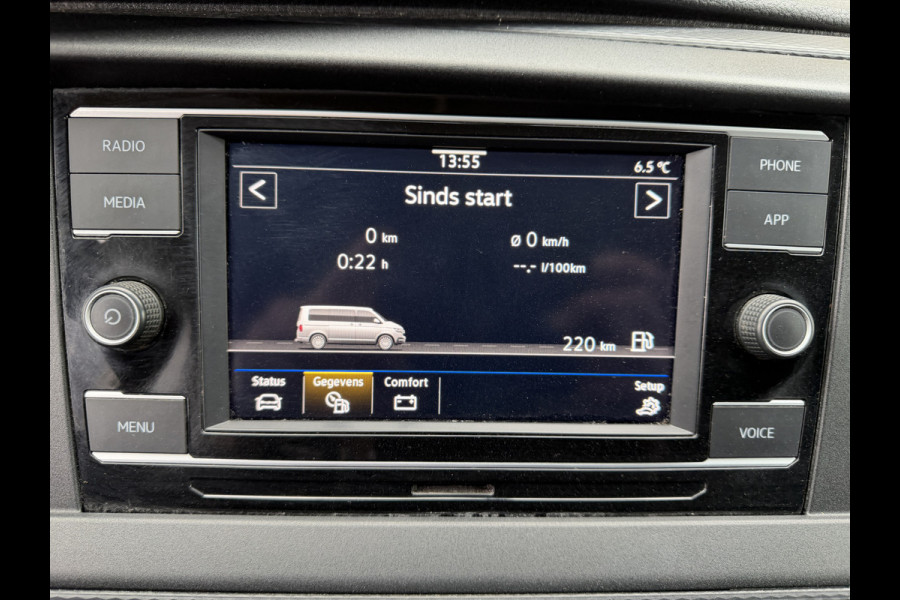 RADIO
MEDIA
MENU
13:55
6.5 °C
<
Sinds start
>
0 km
0:22 h
Ø 0 km/h
--.- l/100km
220 km
Status
Gegevens
Comfort
Setup
PHONE
APP
VOICE